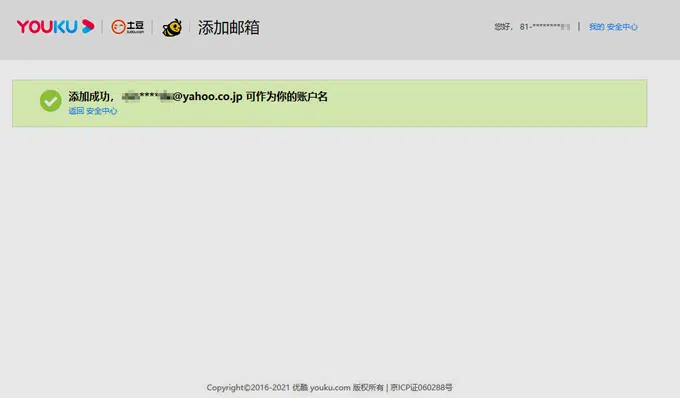 YOUKU
土豆
tudou.com
添加邮箱
您好， 81-********
我的 安全中心
添加成功， ****@yahoo.co.jp 可作为你的账户名
返回 安全中心
Copyright©2016-2021 优酷 youku.com 版权所有 | 京ICP证060288号